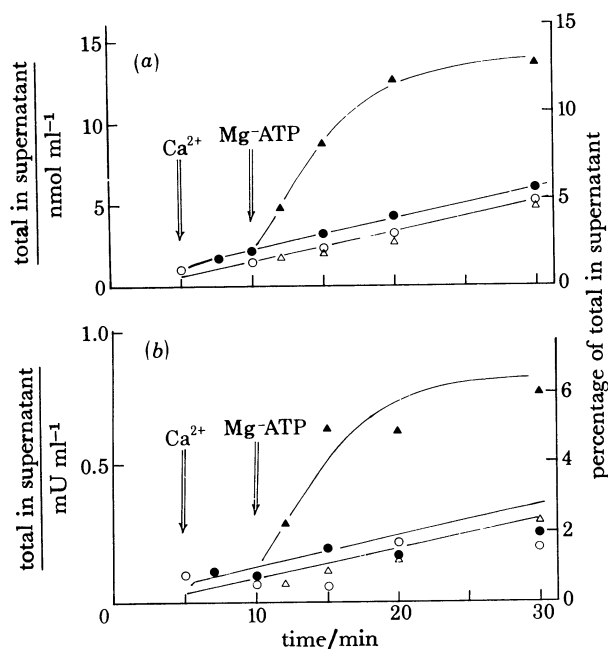 (a)
total in supernatant
nmol ml⁻¹
15
10
5
0
Ca²⁺
Mg⁻ATP
15
10
5
0
percentage of total in supernatant
(b)
total in supernatant
mU ml⁻¹
1.0
0.5
0
Ca²⁺
Mg⁻ATP
6
4
2
0
10
20
30
time/min